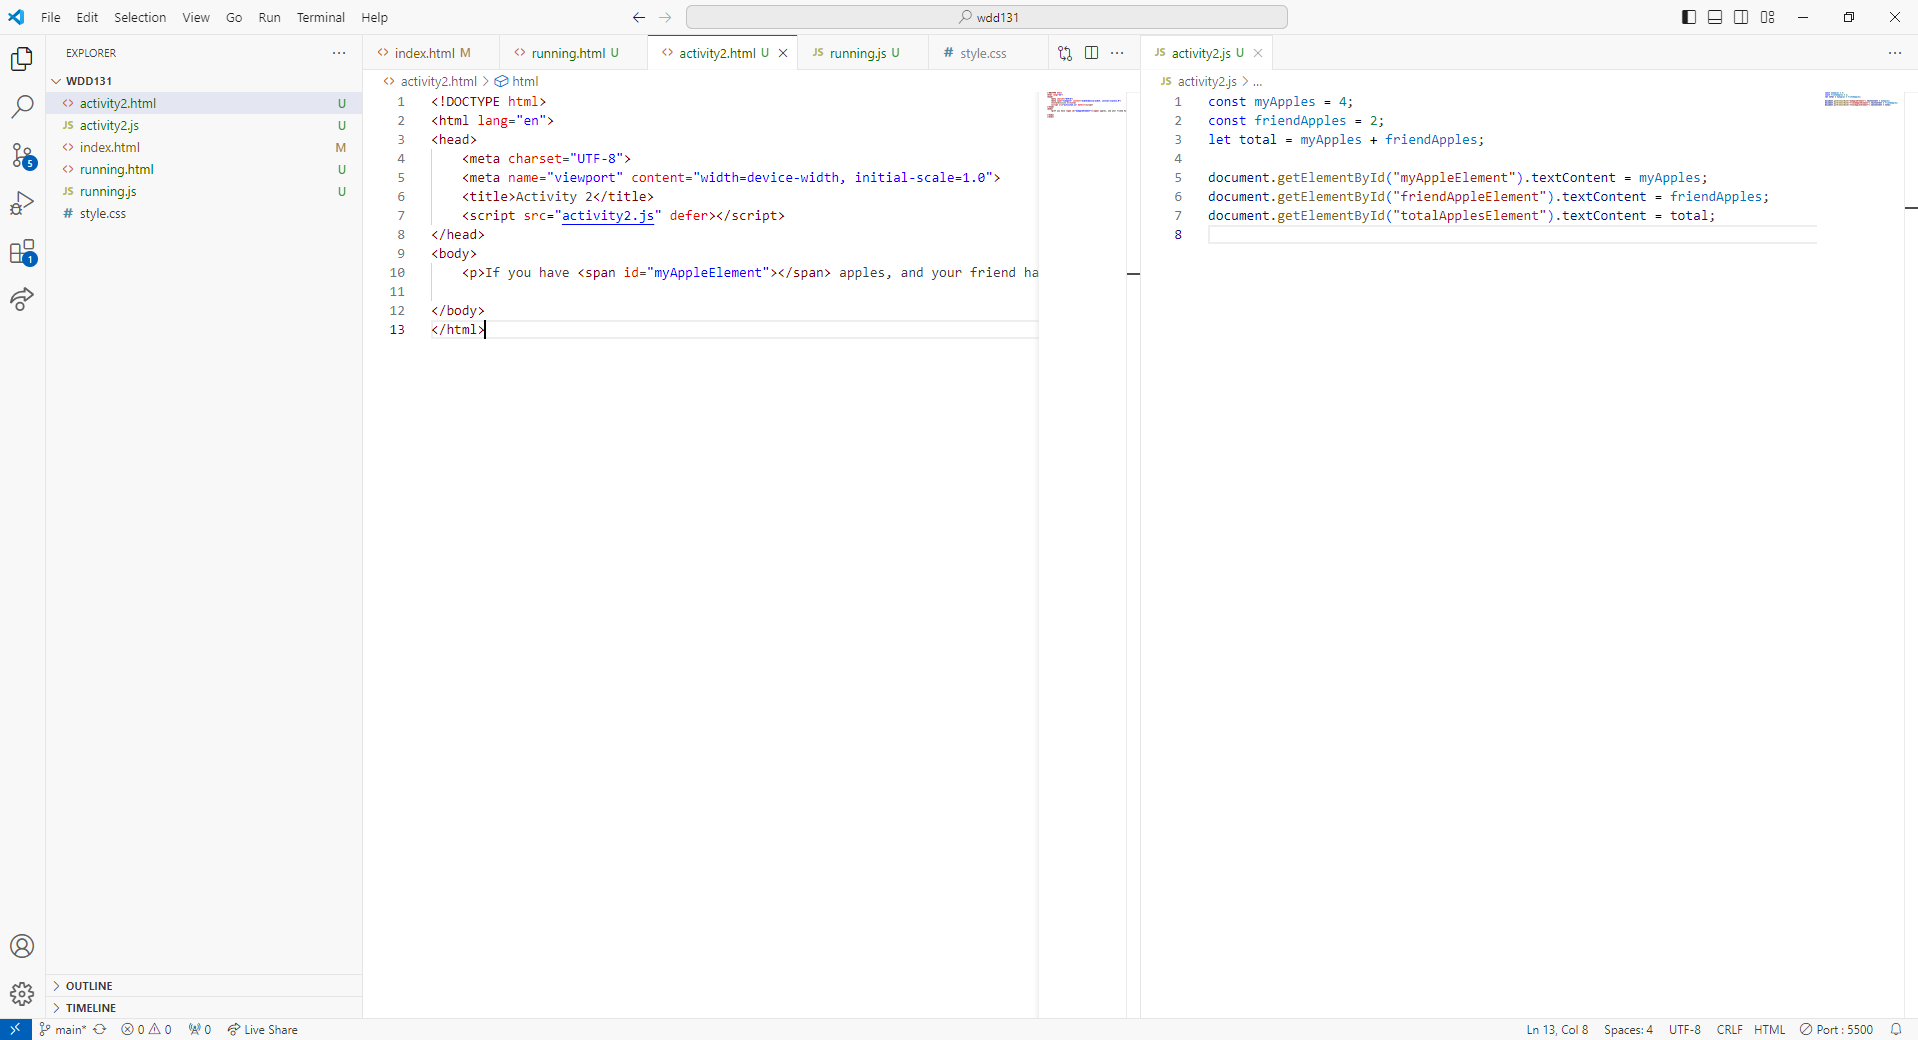 File Edit Selection View Go Run Terminal Help
wdd131
EXPLORER
WDD131
activity2.html U
JS activity2.js U
index.html M
running.html U
JS running.js U
# style.css
5
1
OUTLINE
TIMELINE
index.html M
running.html U
activity2.html U
JS running.js U
# style.css
activity2.html > html
1 <!DOCTYPE html>
2 <html lang="en">
3 <head>
4 <meta charset="UTF-8">
5 <meta name="viewport" content="width=device-width, initial-scale=1.0">
6 <title>Activity 2</title>
7 <script src="activity2.js" defer></script>
8 </head>
9 <body>
10 <p>If you have <span id="myAppleElement"></span> apples, and your friend ha
11
12 </body>
13 </html>
JS activity2.js U
JS activity2.js > ...
1 const myApples = 4;
2 const friendApples = 2;
3 let total = myApples + friendApples;
4
5 document.getElementById("myAppleElement").textContent = myApples;
6 document.getElementById("friendAppleElement").textContent = friendApples;
7 document.getElementById("totalApplesElement").textContent = total;
8
main* 0 0 0 Live Share
Ln 13, Col 8 Spaces: 4 UTF-8 CRLF HTML Port : 5500